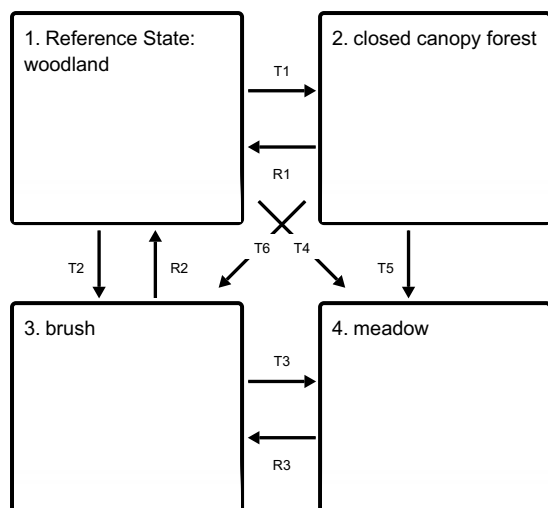 1. Reference State:
woodland
2. closed canopy forest
T1
R1
T2
R2
T6
T4
T5
3. brush
4. meadow
T3
R3